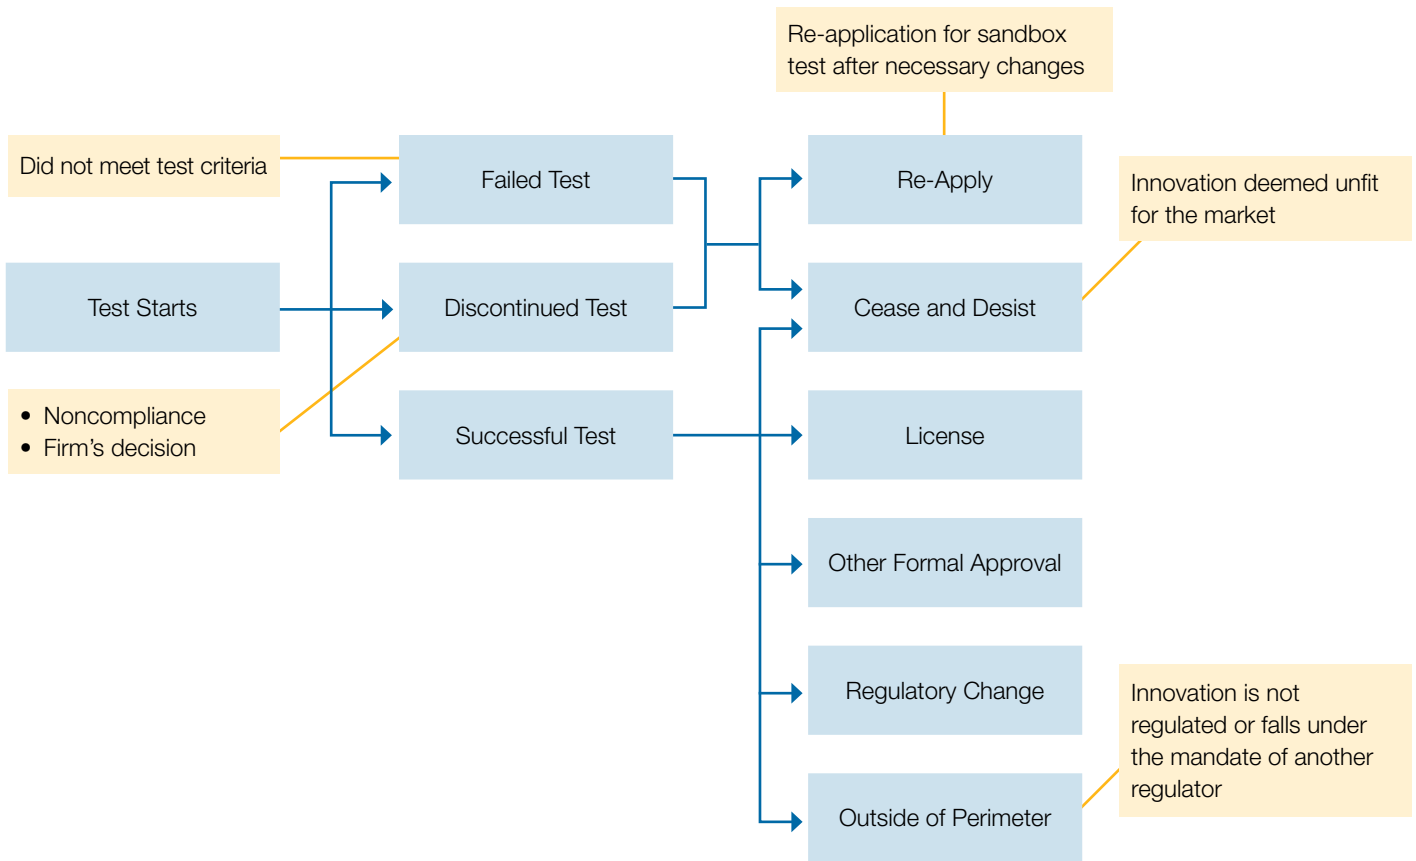 Re-application for sandbox
test after necessary changes
Did not meet test criteria
Failed Test
Re-Apply
Innovation deemed unfit
for the market
Test Starts
Discontinued Test
Cease and Desist
• Noncompliance
• Firm’s decision
Successful Test
License
Other Formal Approval
Regulatory Change
Innovation is not
regulated or falls under
the mandate of another
regulator
Outside of Perimeter